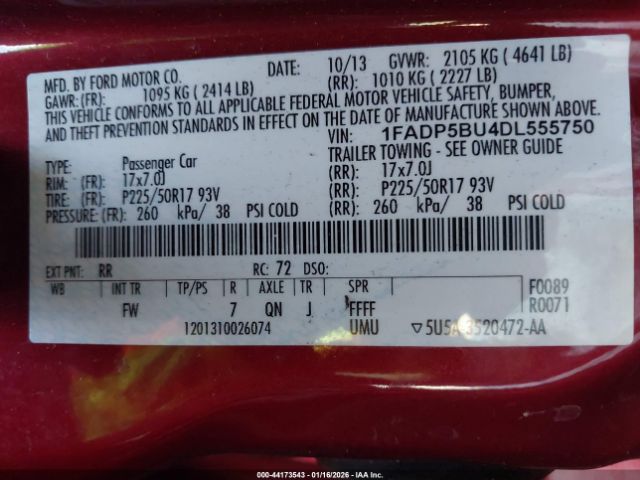 MFD. BY FORD MOTOR CO. DATE: 10/13 GVWR: 2105 KG ( 4641 LB)
GAWR: (FR): 1095 KG ( 2414 LB) (RR): 1010 KG ( 2227 LB)
THIS VEHICLE CONFORMS TO ALL APPLICABLE FEDERAL MOTOR VEHICLE SAFETY, BUMPER,
AND THEFT PREVENTION STANDARDS IN EFFECT ON THE DATE OF MANUFACTURE SHOWN ABOVE.
VIN: 1FADP5BU4DL555750
TYPE: Passenger Car TRAILER TOWING - SEE OWNER GUIDE
RIM: (FR): 17x7.0J (RR): 17x7.0J
TIRE: (FR): P225/50R17 93V (RR): P225/50R17 93V
PRESSURE: (FR): 260 kPa/ 38 PSI COLD (RR): 260 kPa/ 38 PSI COLD
EXT PNT: RR RC: 72 DSO:
WB INT TR TP/PS R AXLE TR SPR F0089
FW 7 QN J FFFF R0071
1201310026074 UMU ▽5U5A 3520472-AA
000-44173543 | 01/16/2026 | IAA Inc.